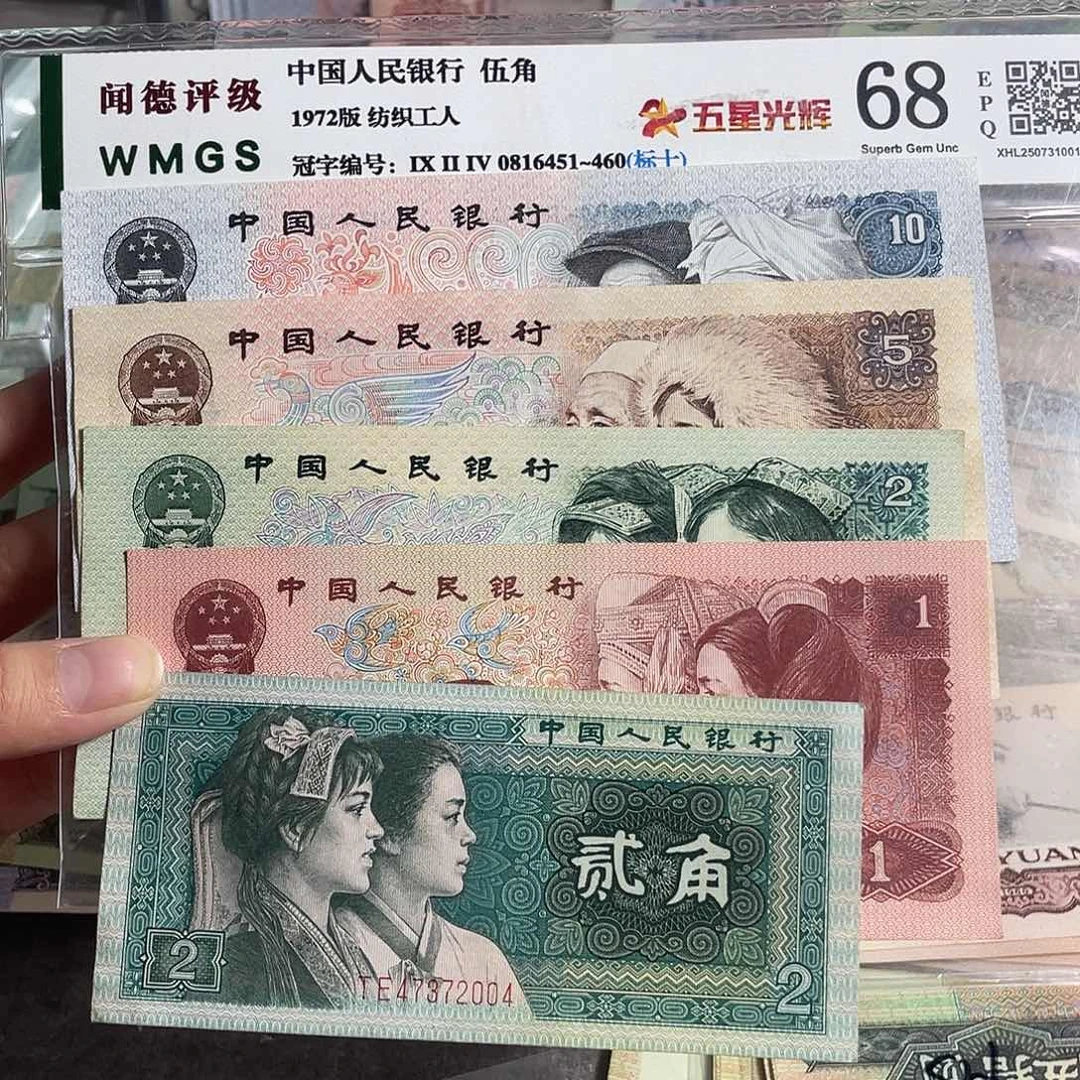 闻德评级
WMGS
中国人民银行 伍角
1972版 纺织工人
冠字编号：IX II IV 0816451~460(标十)
五星光辉
68
Superb Gem Unc
EPQ
XHL250731001
中国人民银行
10
中国人民银行
5
中国人民银行
2
中国人民银行
1
1
YUAN
中国人民银行
贰角
2
TE47372004
2